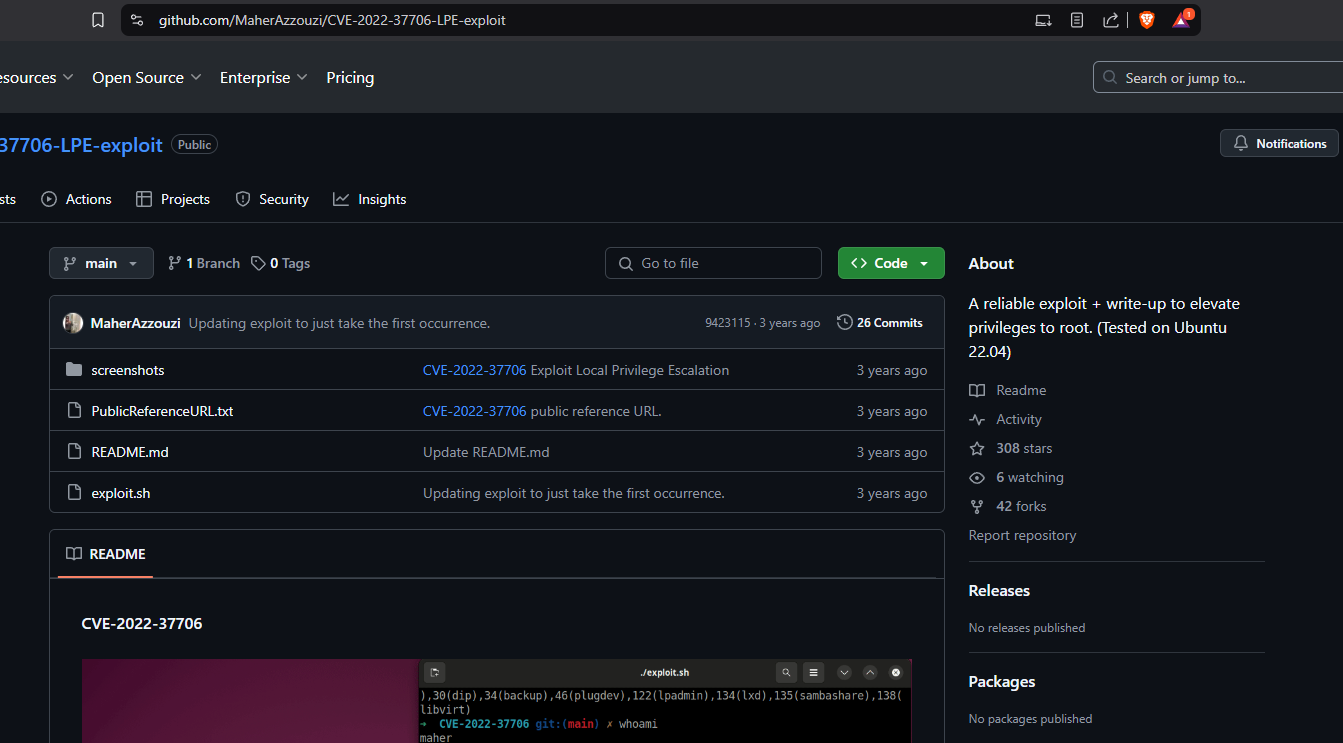 github.com/MaherAzzouzi/CVE-2022-37706-LPE-exploit
1
esources Open Source Enterprise Pricing
Search or jump to...
37706-LPE-exploit Public
Notifications
sts Actions Projects Security Insights
main 1 Branch 0 Tags
Go to file
Code
MaherAzzouzi Updating exploit to just take the first occurrence. 9423115 · 3 years ago 26 Commits
screenshots CVE-2022-37706 Exploit Local Privilege Escalation 3 years ago
PublicReferenceURL.txt CVE-2022-37706 public reference URL. 3 years ago
README.md Update README.md 3 years ago
exploit.sh Updating exploit to just take the first occurrence. 3 years ago
README
CVE-2022-37706
./exploit.sh
),30(dip),34(backup),46(plugdev),122(lpadmin),134(lxd),135(sambashare),138(
libvirt)
→ CVE-2022-37706 git:(main) ✗ whoami
maher
About
A reliable exploit + write-up to elevate
privileges to root. (Tested on Ubuntu
22.04)
Readme
Activity
308 stars
6 watching
42 forks
Report repository
Releases
No releases published
Packages
No packages published